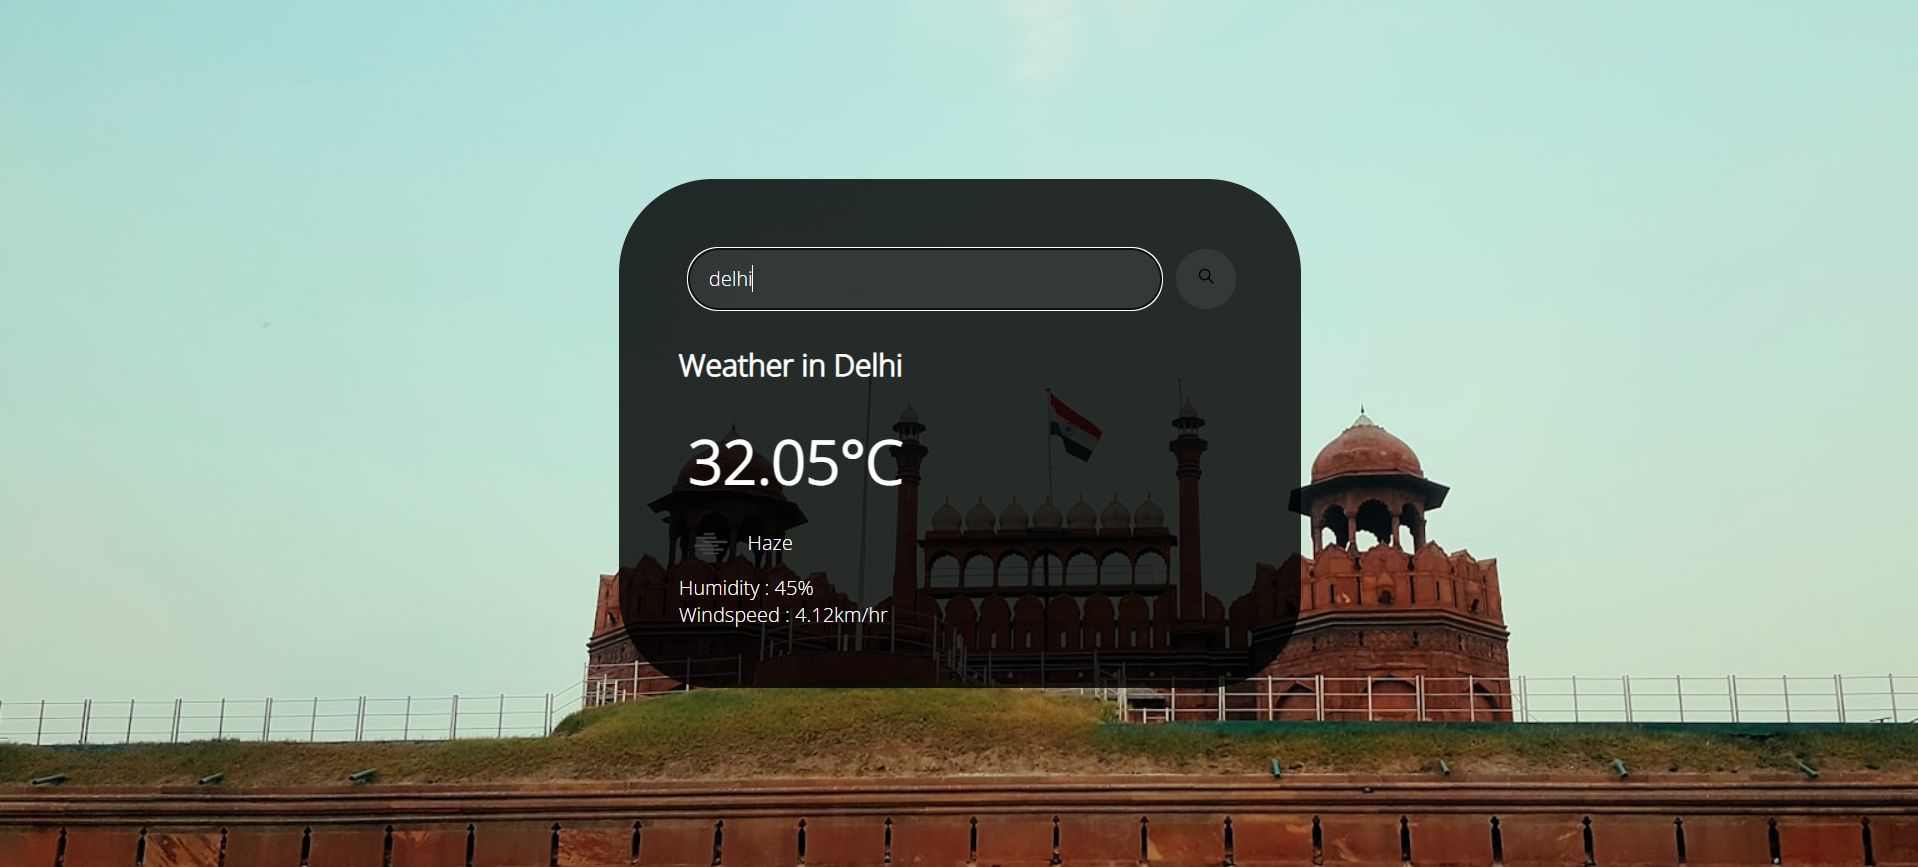 delhi
Weather in Delhi
32.05°C
Haze
Humidity : 45%
Windspeed : 4.12km/hr